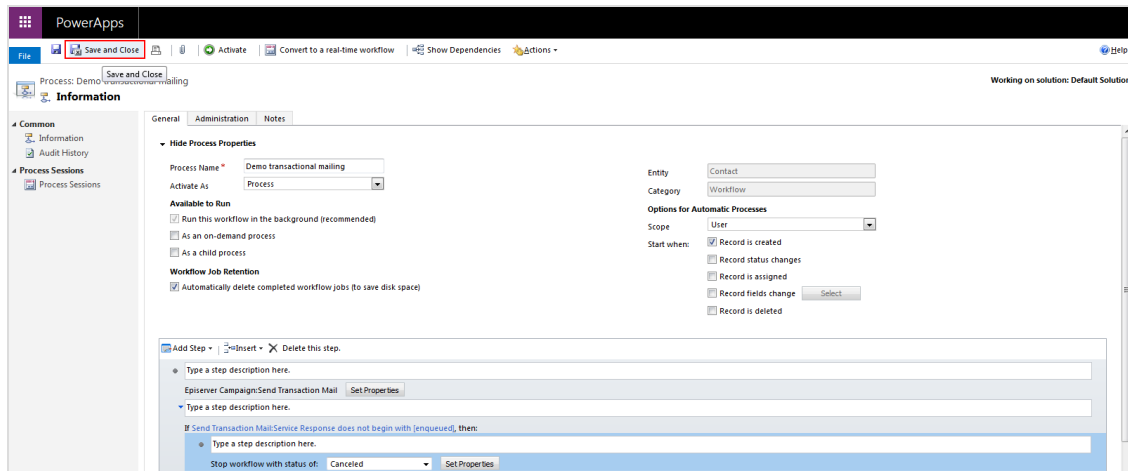 PowerApps
File
Save and Close
Activate
Convert to a real-time workflow
Show Dependencies
Actions
Help
Save and Close
Process: Demo transactional mailing
Information
Working on solution: Default Solution
Common
Information
Audit History
Process Sessions
Process Sessions
General Administration Notes
Hide Process Properties
Process Name * Demo transactional mailing
Activate As Process
Available to Run
Run this workflow in the background (recommended)
As an on-demand process
As a child process
Workflow Job Retention
Automatically delete completed workflow jobs (to save disk space)
Entity Contact
Category Workflow
Options for Automatic Processes
Scope User
Start when: Record is created
Record status changes
Record is assigned
Record fields change Select
Record is deleted
Add Step Insert Delete this step.
Type a step description here.
Episerver Campaign:Send Transaction Mail Set Properties
Type a step description here.
If Send Transaction Mail:Service Response does not begin with [enqueued], then:
Type a step description here.
Stop workflow with status of: Canceled Set Properties